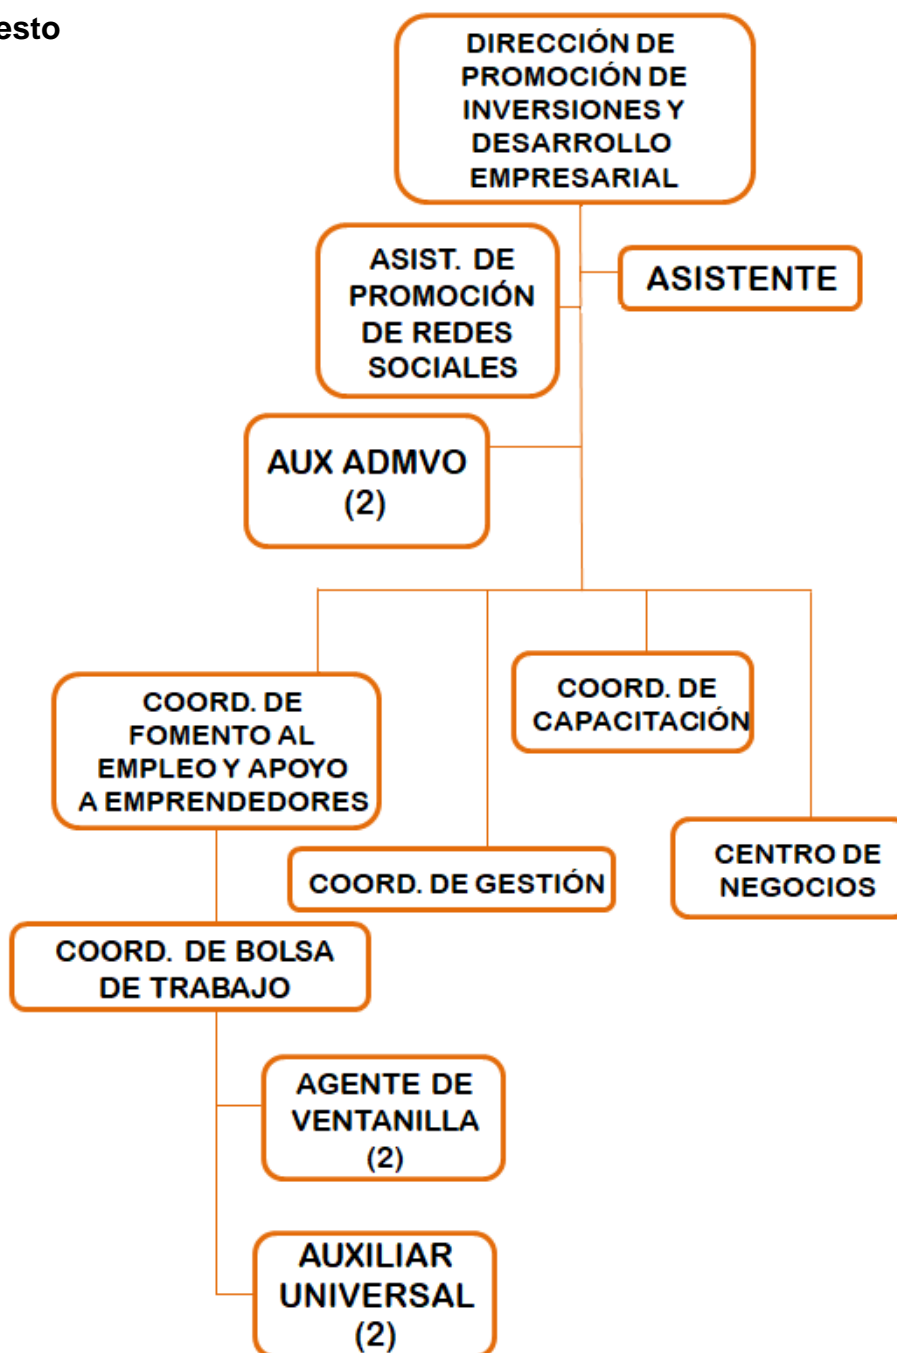 esto
DIRECCIÓN DE
PROMOCIÓN DE
INVERSIONES Y
DESARROLLO
EMPRESARIAL
ASIST. DE
PROMOCIÓN
DE REDES
SOCIALES
ASISTENTE
AUX ADMVO
(2)
COORD. DE
FOMENTO AL
EMPLEO Y APOYO
A EMPRENDEDORES
COORD. DE
CAPACITACIÓN
COORD. DE GESTIÓN
CENTRO DE
NEGOCIOS
COORD. DE BOLSA
DE TRABAJO
AGENTE DE
VENTANILLA
(2)
AUXILIAR
UNIVERSAL
(2)